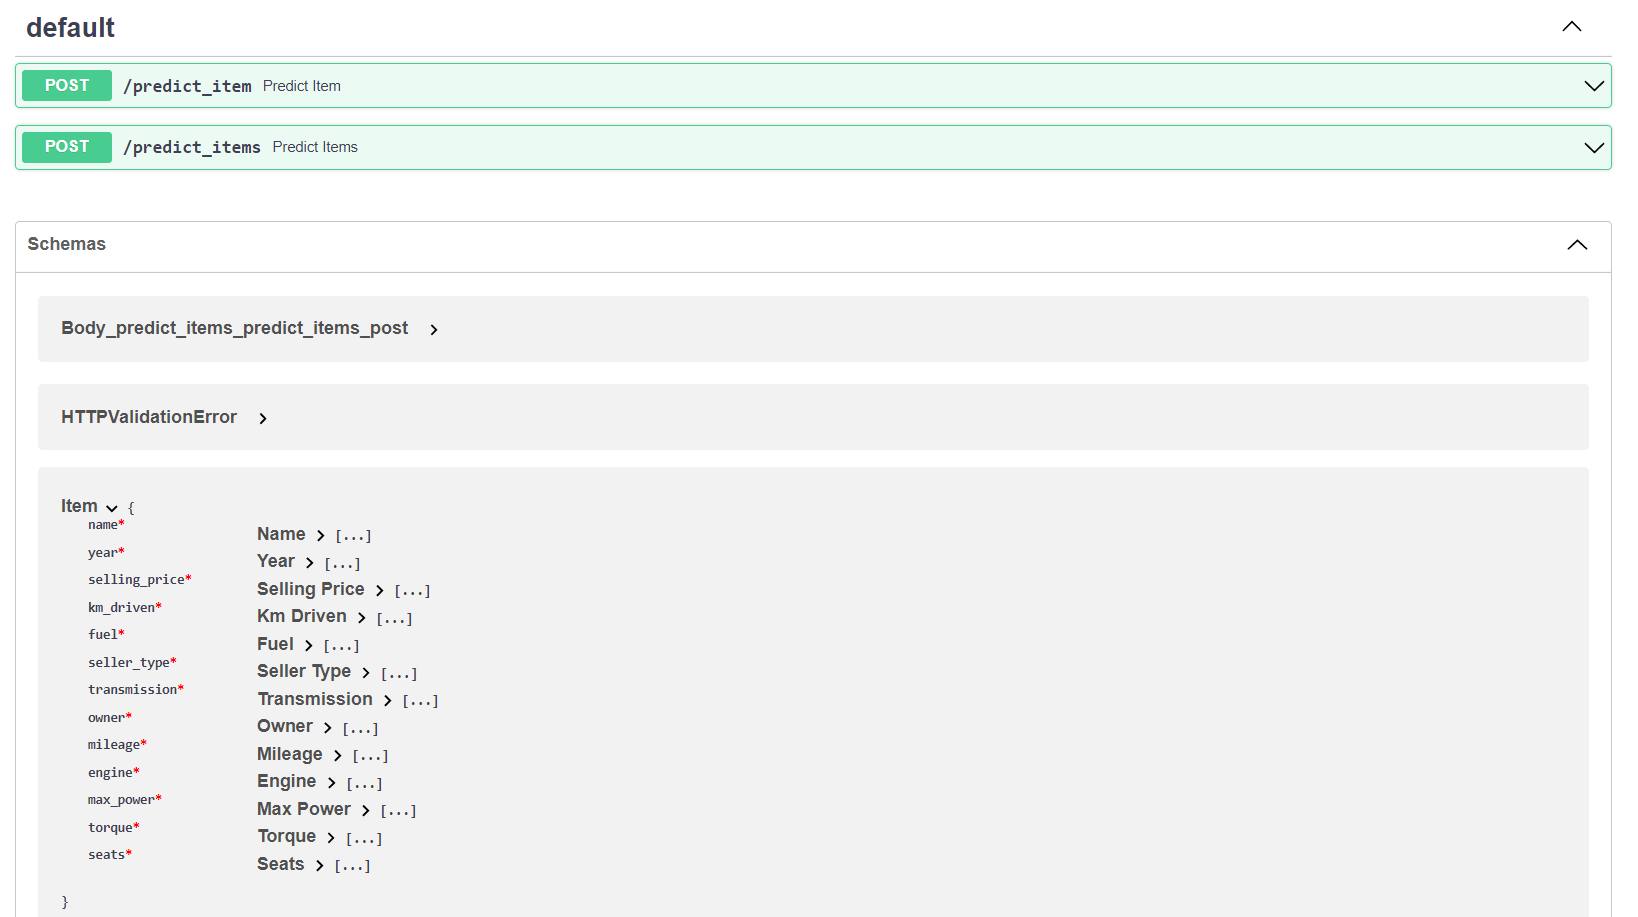 default
POST /predict_item Predict Item
POST /predict_items Predict Items
Schemas
Body_predict_items_predict_items_post
HTTPValidationError
Item {
name* Name [...]
year* Year [...]
selling_price* Selling Price [...]
km_driven* Km Driven [...]
fuel* Fuel [...]
seller_type* Seller Type [...]
transmission* Transmission [...]
owner* Owner [...]
mileage* Mileage [...]
engine* Engine [...]
max_power* Max Power [...]
torque* Torque [...]
seats* Seats [...]
}